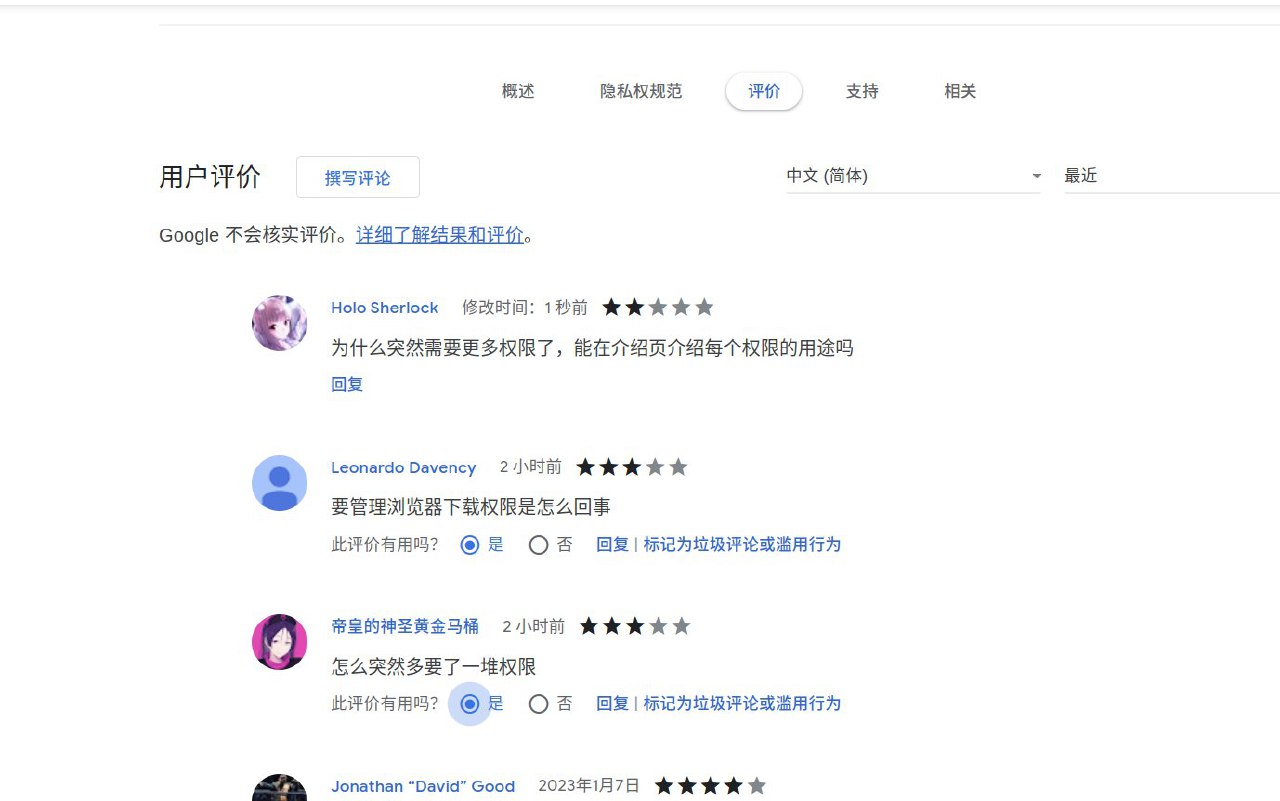 概述 隐私权规范 评价 支持 相关
用户评价 撰写评论 中文 (简体) 最近
Google 不会核实评价。详细了解结果和评价。
Holo Sherlock 修改时间：1 秒前
为什么突然需要更多权限了，能在介绍页介绍每个权限的用途吗
回复
Leonardo Davency 2 小时前
要管理浏览器下载权限是怎么回事
此评价有用吗？ 是 否 回复 | 标记为垃圾评论或滥用行为
帝皇的神圣黄金马桶 2 小时前
怎么突然多要了一堆权限
此评价有用吗？ 是 否 回复 | 标记为垃圾评论或滥用行为
Jonathan “David” Good 2023年1月7日